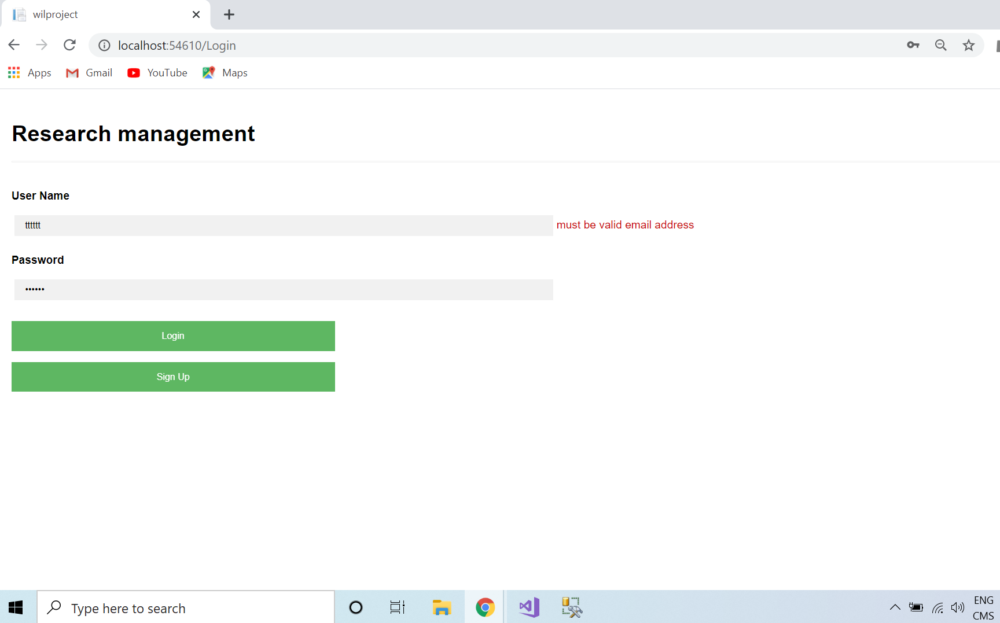 wilproject
localhost:54610/Login
Apps Gmail YouTube Maps
Research management
User Name
tttttt must be valid email address
Password
••••••
Login
Sign Up
Type here to search
ENG
CMS